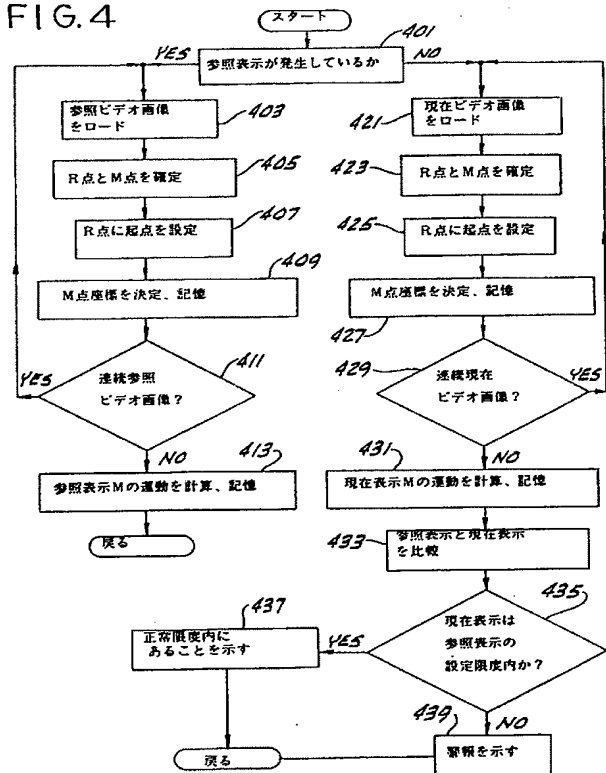 FIG.4
スタート
401
参照表示が発生しているか
YES
NO
参照ビデオ画像
をロード
403
R点とM点を確定
405
R点に起点を設定
407
M点座標を決定、記憶
409
連続参照
ビデオ画像?
411
YES
NO
参照表示Mの運動を計算、記憶
413
戻る
現在ビデオ画像
をロード
421
R点とM点を確定
423
R点に起点を設定
425
M点座標を決定、記憶
427
連続現在
ビデオ画像?
429
YES
NO
現在表示Mの運動を計算、記憶
431
参照表示と現在表示
を比較
433
現在表示は
参照表示の
設定限度内か?
435
YES
NO
正常限度内に
あることを示す
437
警報を示す
439
戻る